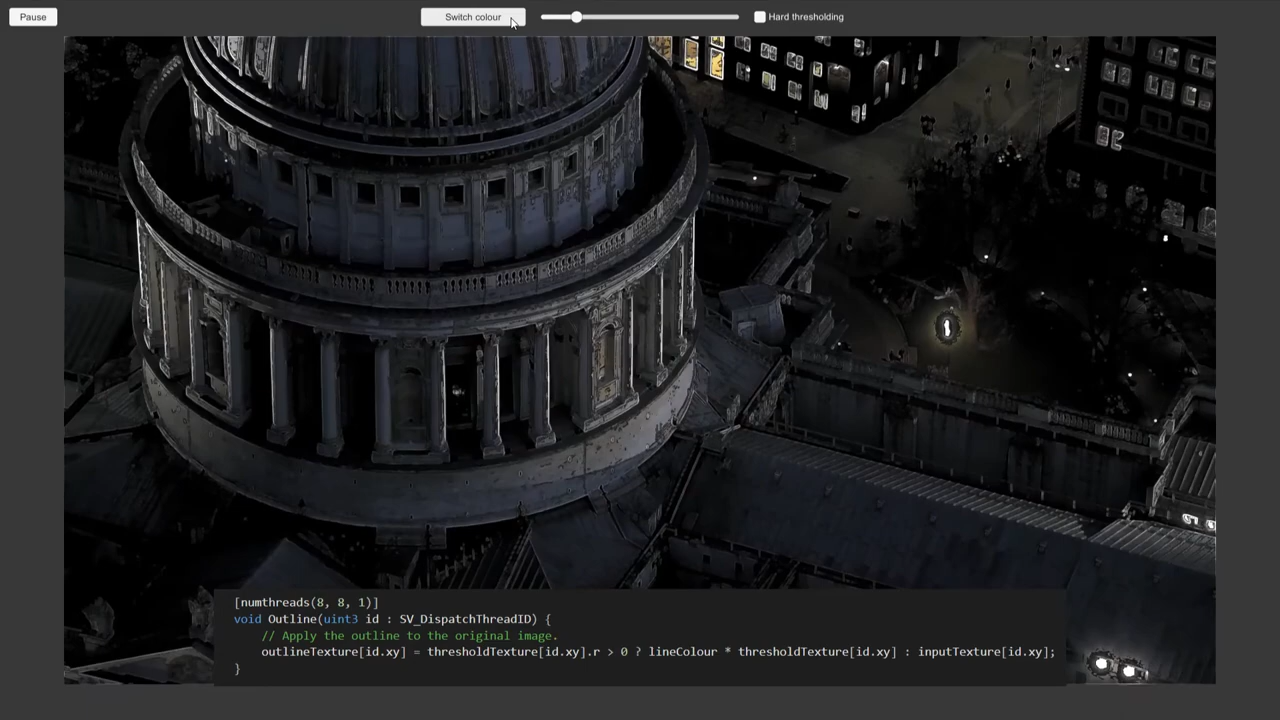 Pause
Switch colour
Hard thresholding
[numthreads(8, 8, 1)]
void Outline(uint3 id : SV_DispatchThreadID) {
// Apply the outline to the original image.
outlineTexture[id.xy] = thresholdTexture[id.xy].r > 0 ? lineColour * thresholdTexture[id.xy] : inputTexture[id.xy];
}